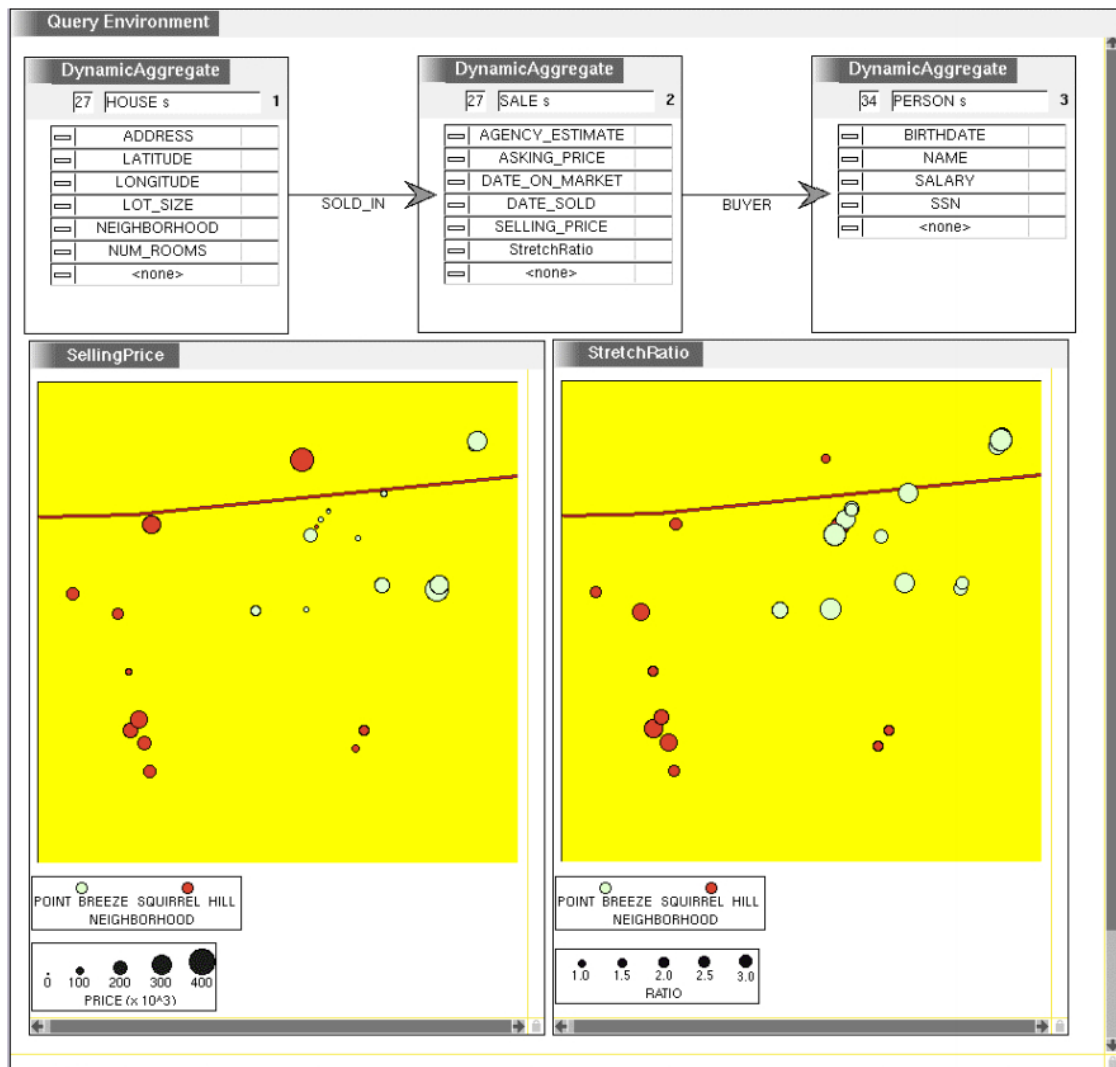 Query Environment
DynamicAggregate
27 HOUSE s 1
ADDRESS
LATITUDE
LONGITUDE
LOT_SIZE
NEIGHBORHOOD
NUM_ROOMS
<none>
SOLD_IN
DynamicAggregate
27 SALE s 2
AGENCY_ESTIMATE
ASKING_PRICE
DATE_ON_MARKET
DATE_SOLD
SELLING_PRICE
StretchRatio
<none>
BUYER
DynamicAggregate
34 PERSON s 3
BIRTHDATE
NAME
SALARY
SSN
<none>
SellingPrice
POINT BREEZE SQUIRREL HILL
NEIGHBORHOOD
0 100 200 300 400
PRICE (x 10^3)
StretchRatio
POINT BREEZE SQUIRREL HILL
NEIGHBORHOOD
1.0 1.5 2.0 2.5 3.0
RATIO